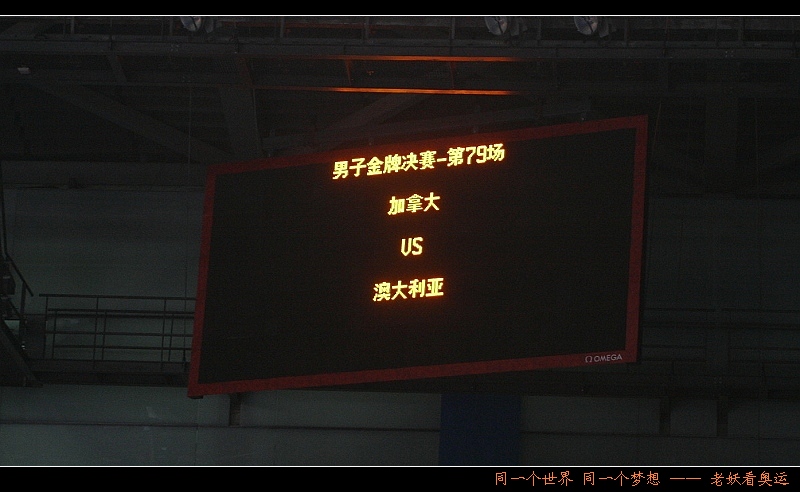 男子金牌决赛-第79场
加拿大
VS
澳大利亚
Ω OMEGA
同一个世界 同一个梦想 —— 老妖看奥运